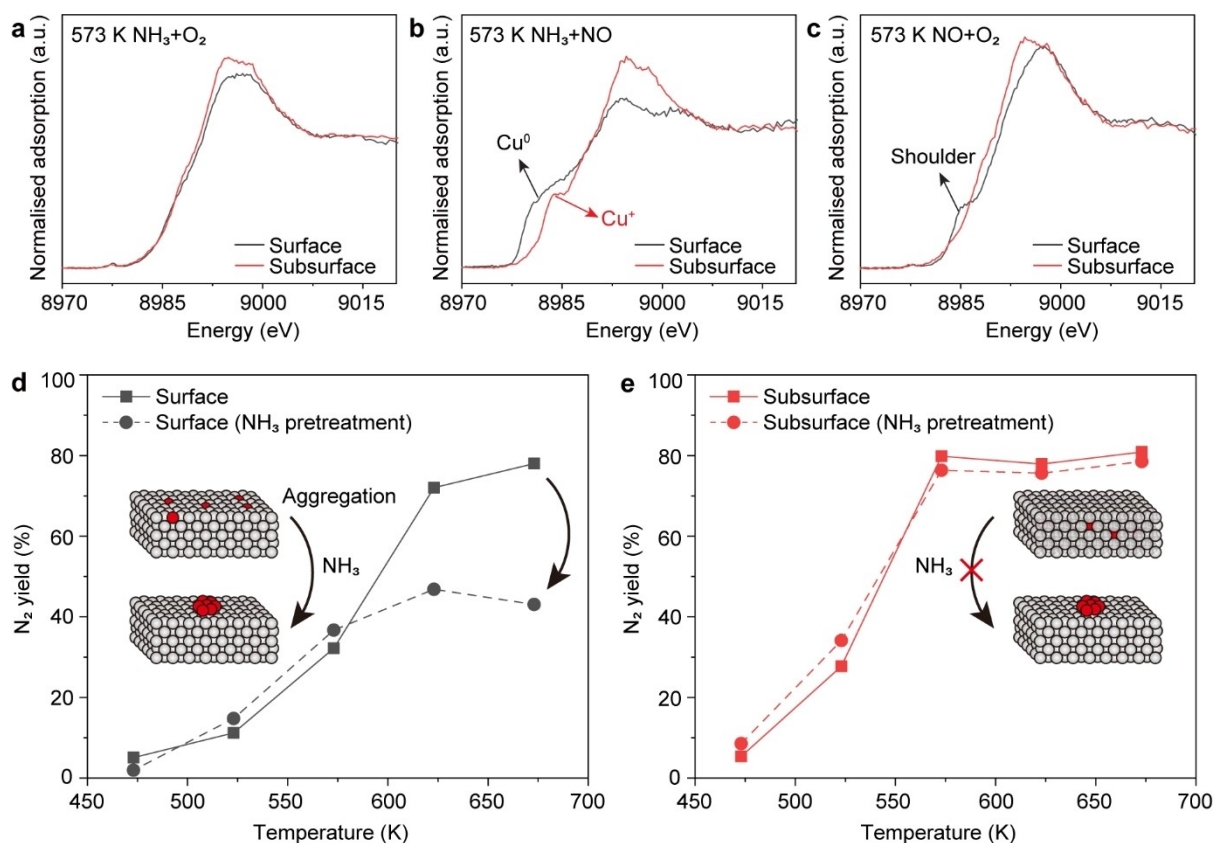 a
573 K NH₃+O₂
Normalised adsorption (a.u.)
Surface
Subsurface
8970 8985 9000 9015
Energy (eV)
b
573 K NH₃+NO
Normalised adsorption (a.u.)
Cu⁰
Cu⁺
Surface
Subsurface
8970 8985 9000 9015
Energy (eV)
c
573 K NO+O₂
Normalised adsorption (a.u.)
Shoulder
Surface
Subsurface
8970 8985 9000 9015
Energy (eV)
d
Surface
Surface (NH₃ pretreatment)
N₂ yield (%)
100
80
60
40
20
0
Aggregation
NH₃
450 500 550 600 650 700
Temperature (K)
e
Subsurface
Subsurface (NH₃ pretreatment)
N₂ yield (%)
100
80
60
40
20
0
NH₃
450 500 550 600 650 700
Temperature (K)